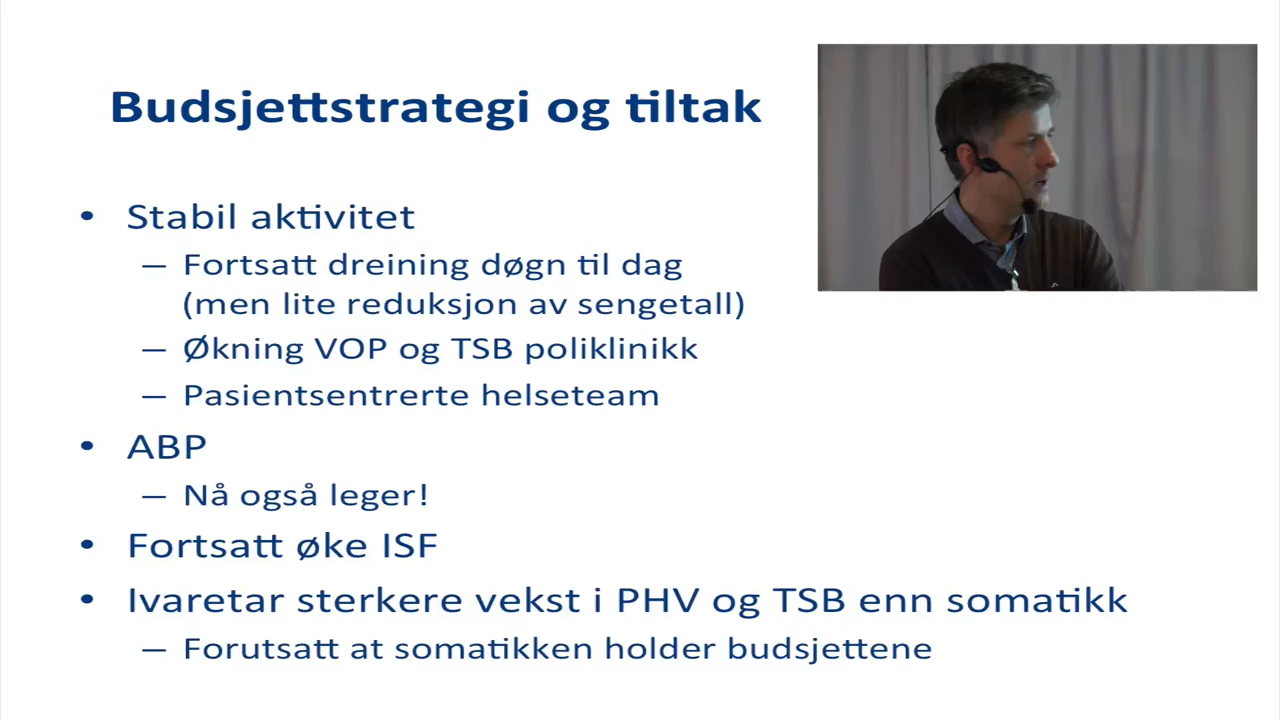 Budsjettstrategi og tiltak
• Stabil aktivitet
– Fortsatt dreining døgn til dag
(men lite reduksjon av sengetall)
– Økning VOP og TSB poliklinikk
– Pasientsentrerte helseteam
• ABP
– Nå også leger!
• Fortsatt øke ISF
• Ivaretar sterkere vekst i PHV og TSB enn somatikk
– Forutsatt at somatikken holder budsjettene